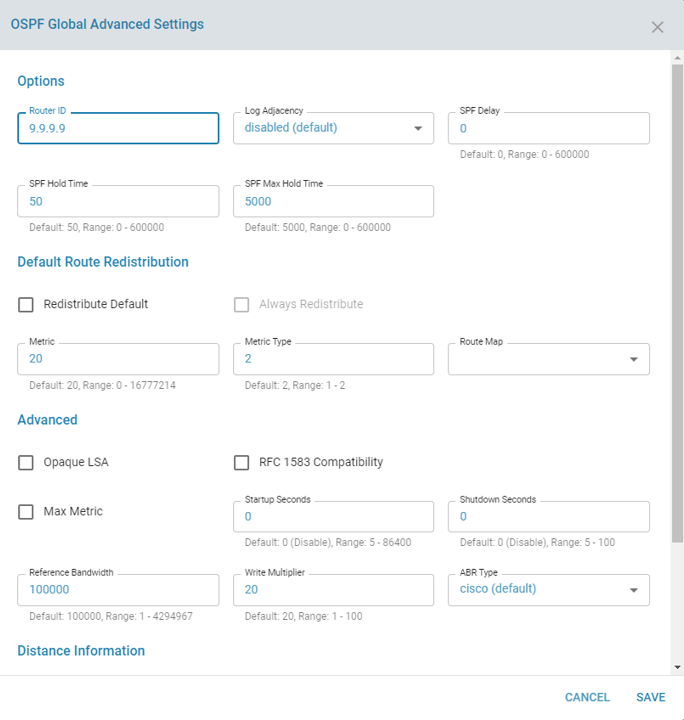 OSPF Global Advanced Settings
Options
Router ID
9.9.9.9
Log Adjacency
disabled (default)
SPF Delay
0
Default: 0, Range: 0 - 600000
SPF Hold Time
50
Default: 50, Range: 0 - 600000
SPF Max Hold Time
5000
Default: 5000, Range: 0 - 600000
Default Route Redistribution
Redistribute Default
Always Redistribute
Metric
20
Default: 20, Range: 0 - 16777214
Metric Type
2
Default: 2, Range: 1 - 2
Route Map
Advanced
Opaque LSA
RFC 1583 Compatibility
Max Metric
Startup Seconds
0
Default: 0 (Disable), Range: 5 - 86400
Shutdown Seconds
0
Default: 0 (Disable), Range: 5 - 100
Reference Bandwidth
100000
Default: 100000, Range: 1 - 4294967
Write Multiplier
20
Default: 20, Range: 1 - 100
ABR Type
cisco (default)
Distance Information
CANCEL
SAVE